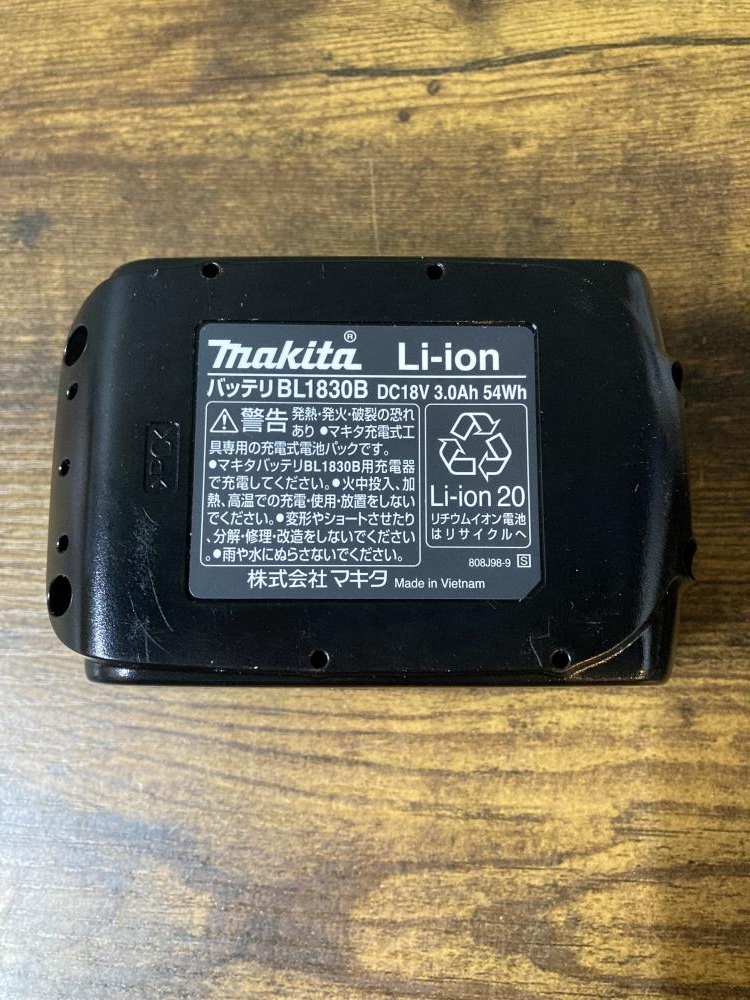 makita® Li-ion
バッテリ BL1830B DC18V 3.0Ah 54Wh
警告 発熱・発火・破裂の恐れ
あり ●マキタ充電式工
具専用の充電式電池パックです。
●マキタバッテリBL1830B用充電器
で充電してください。●火中投入、加
熱、高温での充電・使用・放置をしない
でください。●変形やショートさせたり
、分解・修理・改造をしないでください
。●雨や水にぬらさないでください。
Li-ion 20
リチウムイオン電池
はリサイクルへ
808J98-9 S
株式会社 マキタ Made in Vietnam